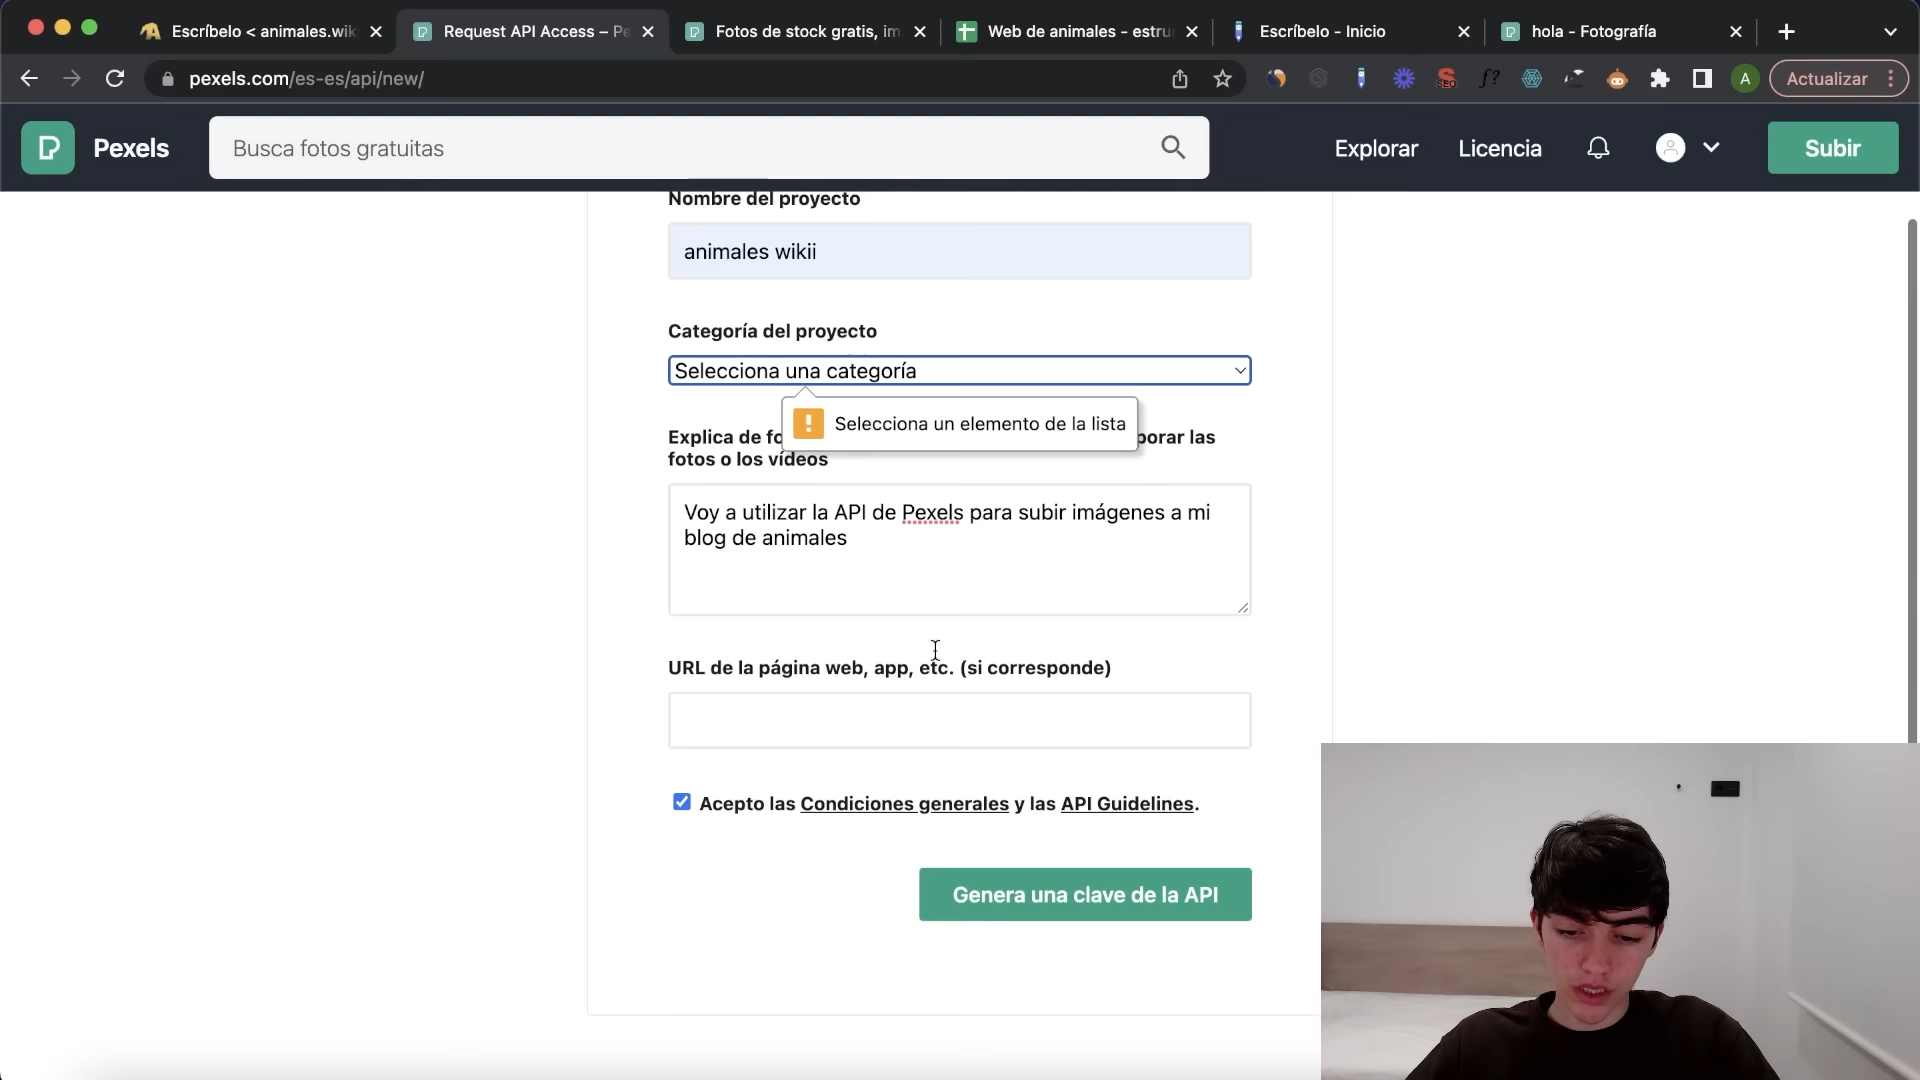 Escríbelo < animales.wik
Request API Access – Pe
Fotos de stock gratis, im
Web de animales - estru
Escríbelo - Inicio
hola - Fotografía
pexels.com/es-es/api/new/
SEO
f?
A
Actualizar
Pexels
Busca fotos gratuitas
Explorar
Licencia
Subir
Nombre del proyecto
animales wikii
Categoría del proyecto
Selecciona una categoría
Selecciona un elemento de la lista
Explica de fo
porar las
fotos o los vídeos
Voy a utilizar la API de Pexels para subir imágenes a mi
blog de animales
URL de la página web, app, etc. (si corresponde)
Acepto las Condiciones generales y las API Guidelines.
Genera una clave de la API